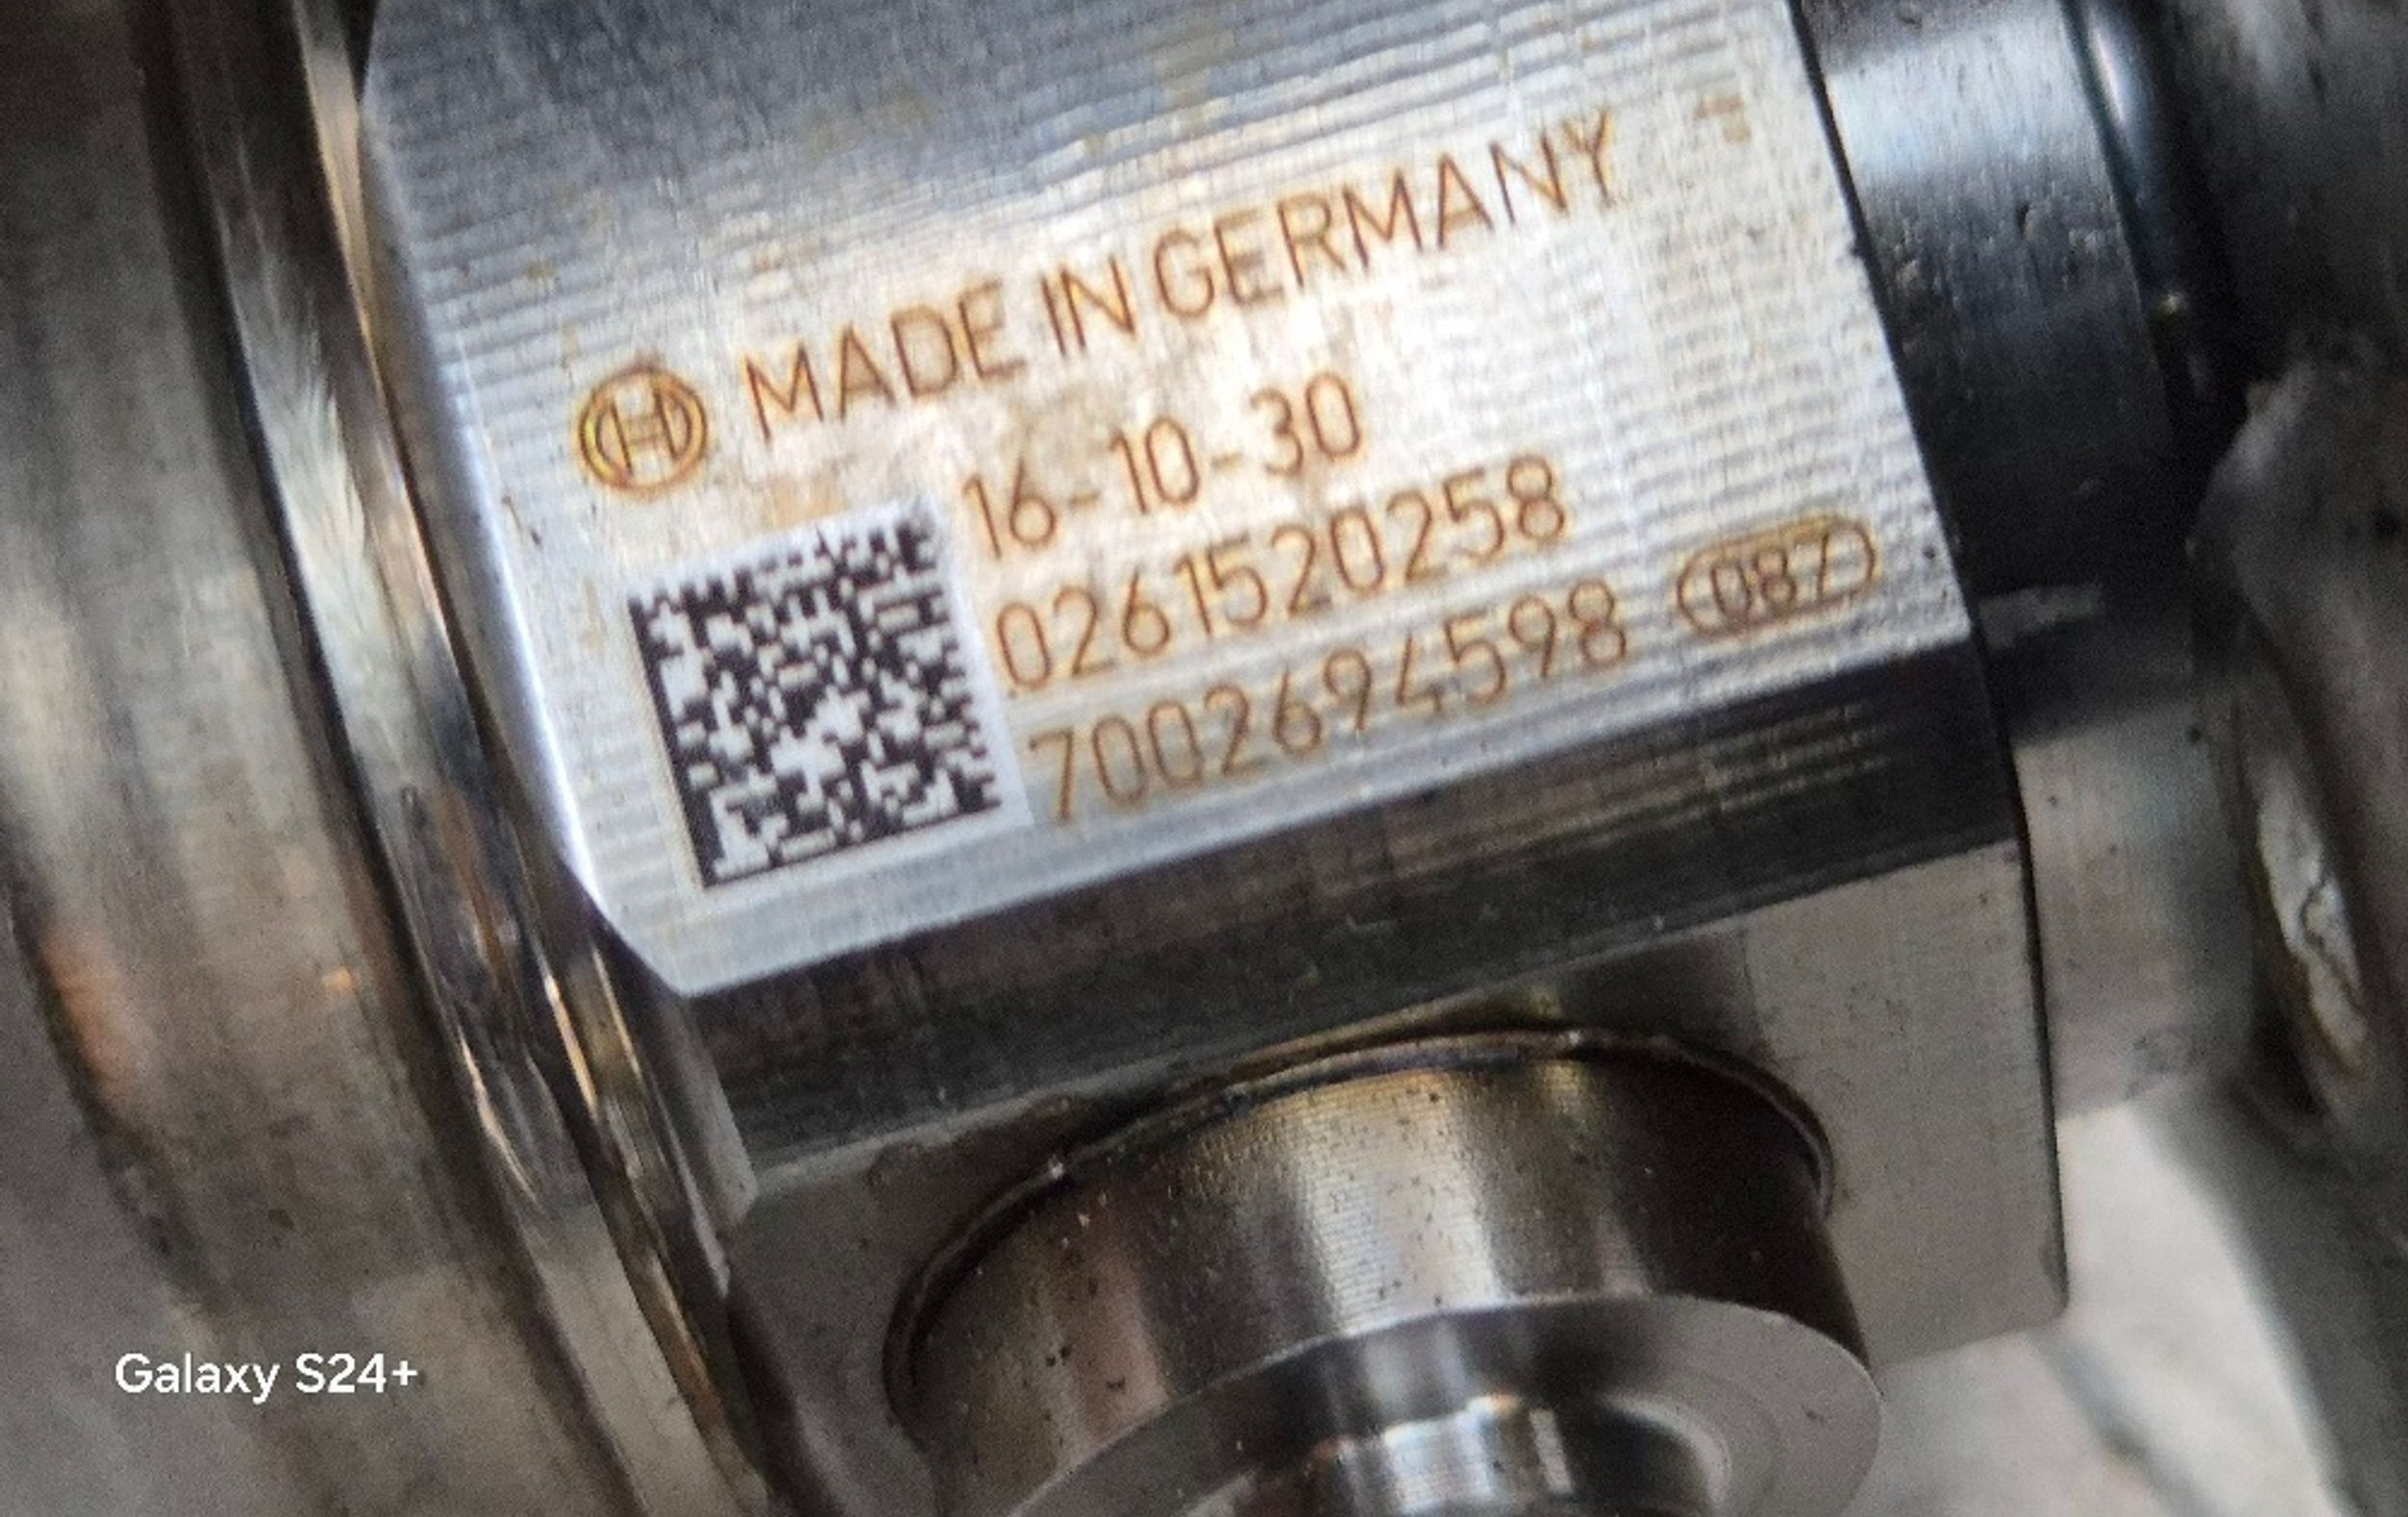 MADE IN GERMANY
16-10-30
0261520258
7002694598 087
Galaxy S24+